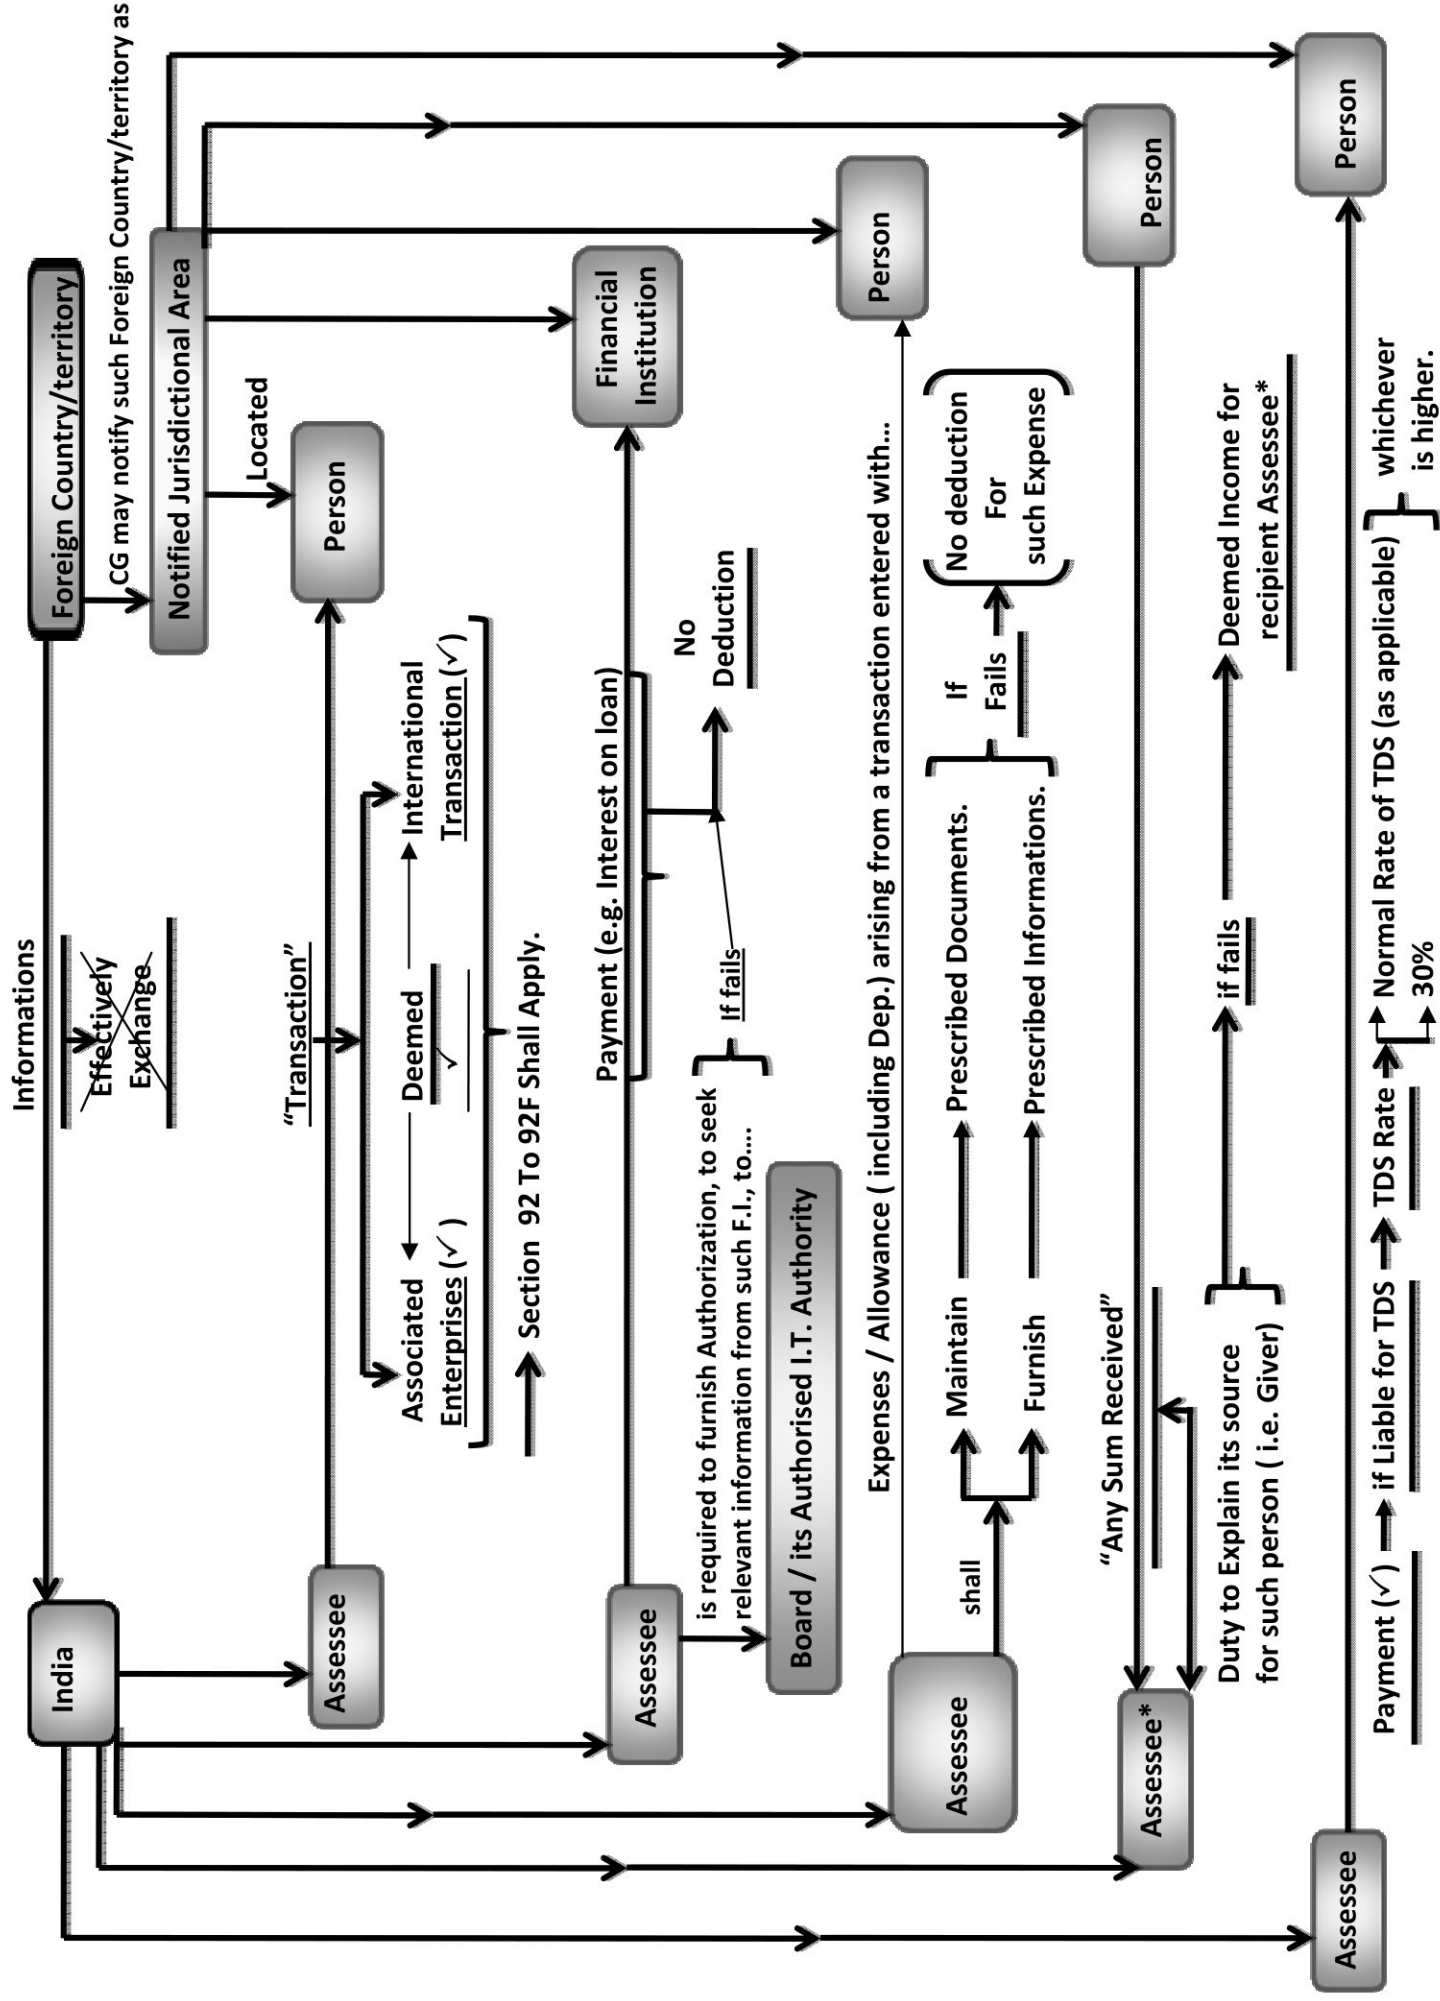 Informations
Foreign Country/territory
India
Effectively
Exchange
CG may notify such Foreign Country/territory as
Notified Jurisdictional Area
Located
“Transaction”
Assessee
Person
Associated
Enterprises (✓)
Deemed
✓
International
Transaction (✓)
Section 92 To 92F Shall Apply.
Payment (e.g. Interest on loan)
Assessee
Financial
Institution
is required to furnish Authorization, to seek
relevant information from such F.I., to....
If fails
No
Deduction
Board / its Authorised I.T. Authority
Expenses / Allowance ( including Dep.) arising from a transaction entered with...
Person
Assessee
shall
Maintain
Prescribed Documents.
Furnish
Prescribed Informations.
If
Fails
No deduction
For
such Expense
“Any Sum Received”
Person
Assessee*
Duty to Explain its source
for such person ( i.e. Giver)
if fails
Deemed Income for
recipient Assessee*
Assessee
Person
Payment (✓)
if Liable for TDS
TDS Rate
Normal Rate of TDS (as applicable)
30%
whichever
is higher.